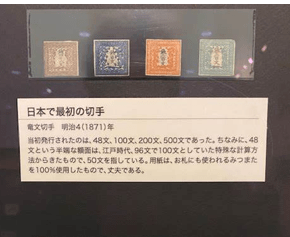 日本で最初の切手
竜文切手　明治4(1871)年
当初発行されたのは、48文、100文、200文、500文であった。ちなみに、48
文という半端な額面は、江戸時代、96文で100文としていた特殊な計算方
法からきたもので、50文を指している。用紙は、お札にも使われるみつまた
を100%使用したもので、丈夫である。